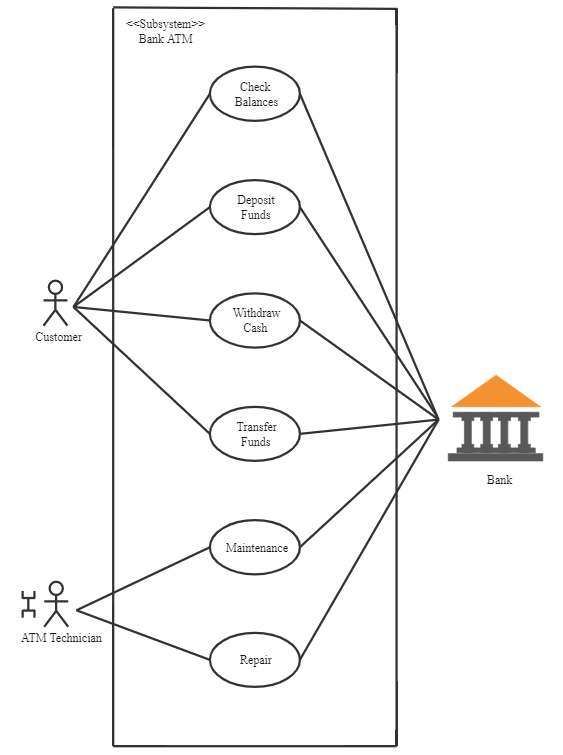 <<Subsystem>>
Bank ATM
Check
Balances
Deposit
Funds
Withdraw
Cash
Customer
Transfer
Funds
Bank
Maintenance
ATM Technician
Repair